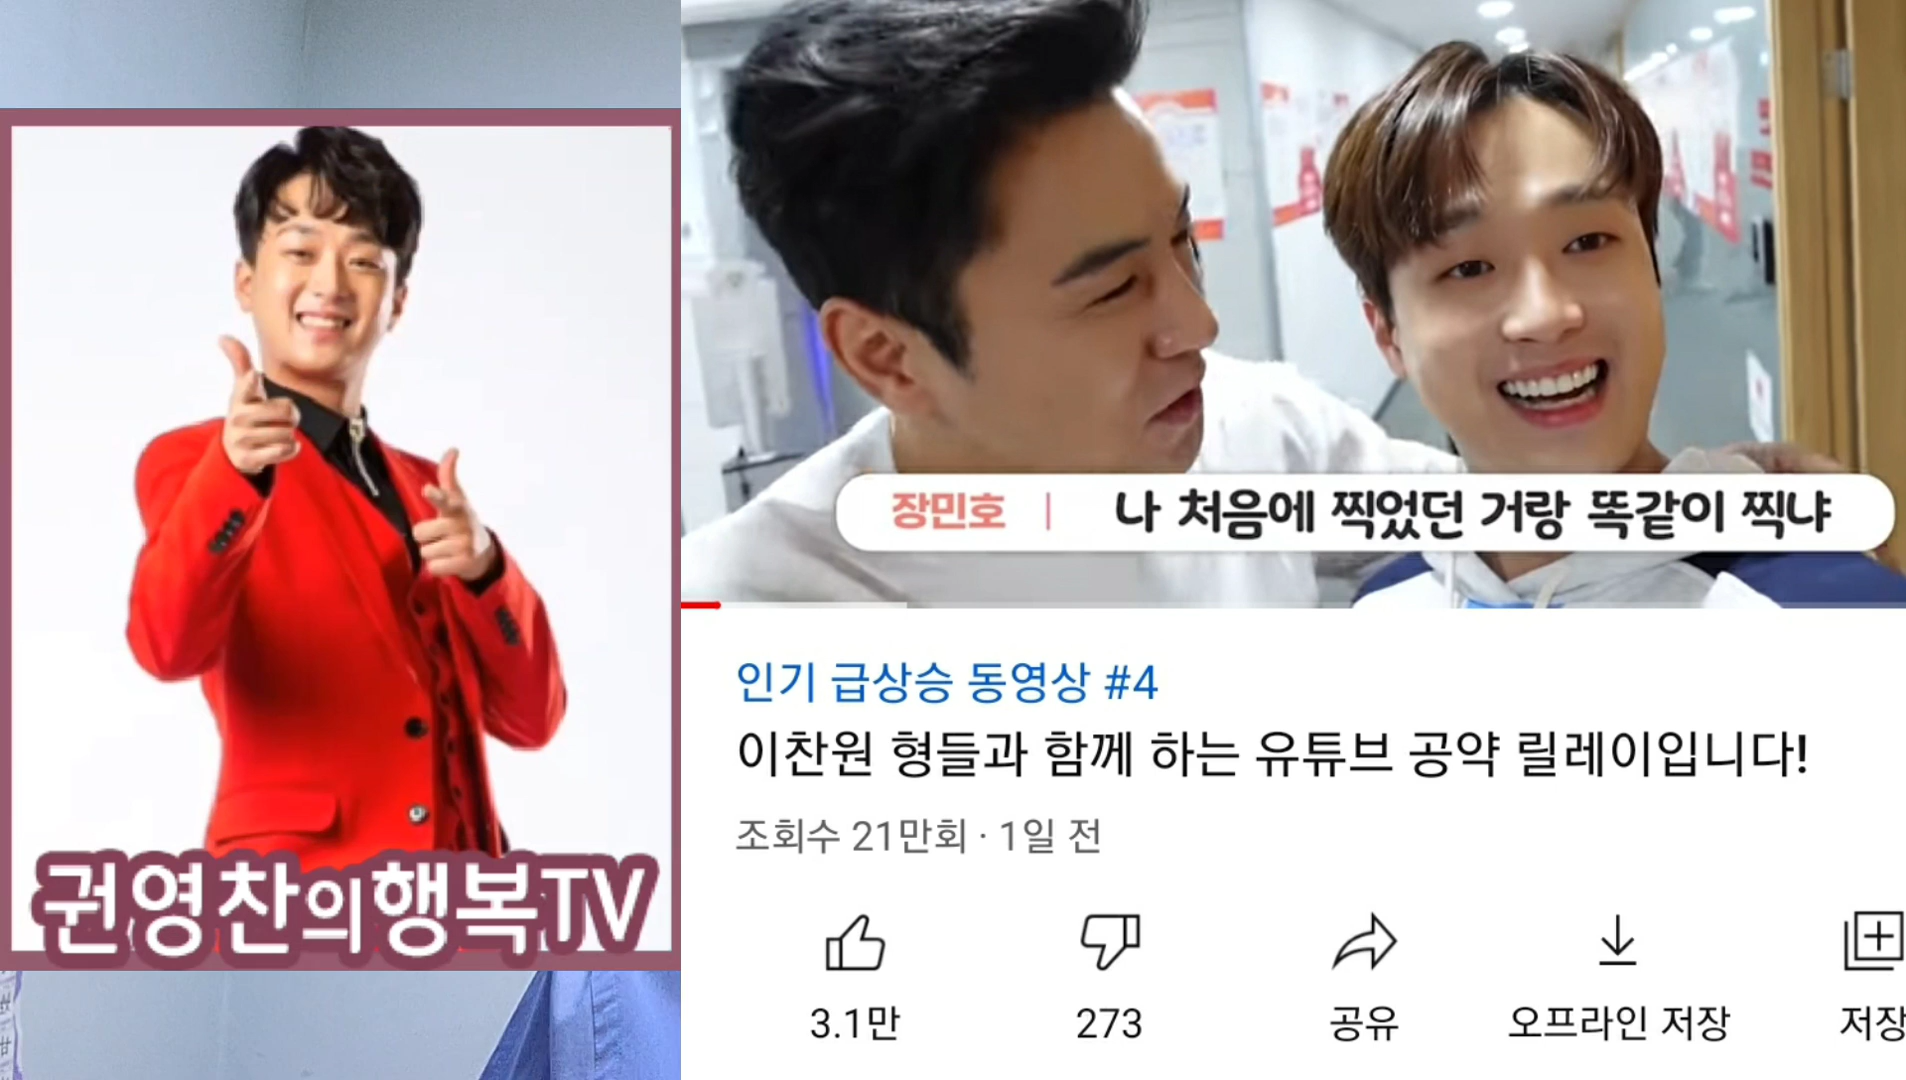 권영찬의행복TV
장민호 | 나 처음에 찍었던 거랑 똑같이 찍냐
인기 급상승 동영상 #4
이찬원 형들과 함께 하는 유튜브 공약 릴레이입니다!
조회수 21만회 · 1일 전
3.1만 273 공유 오프라인 저장 저장